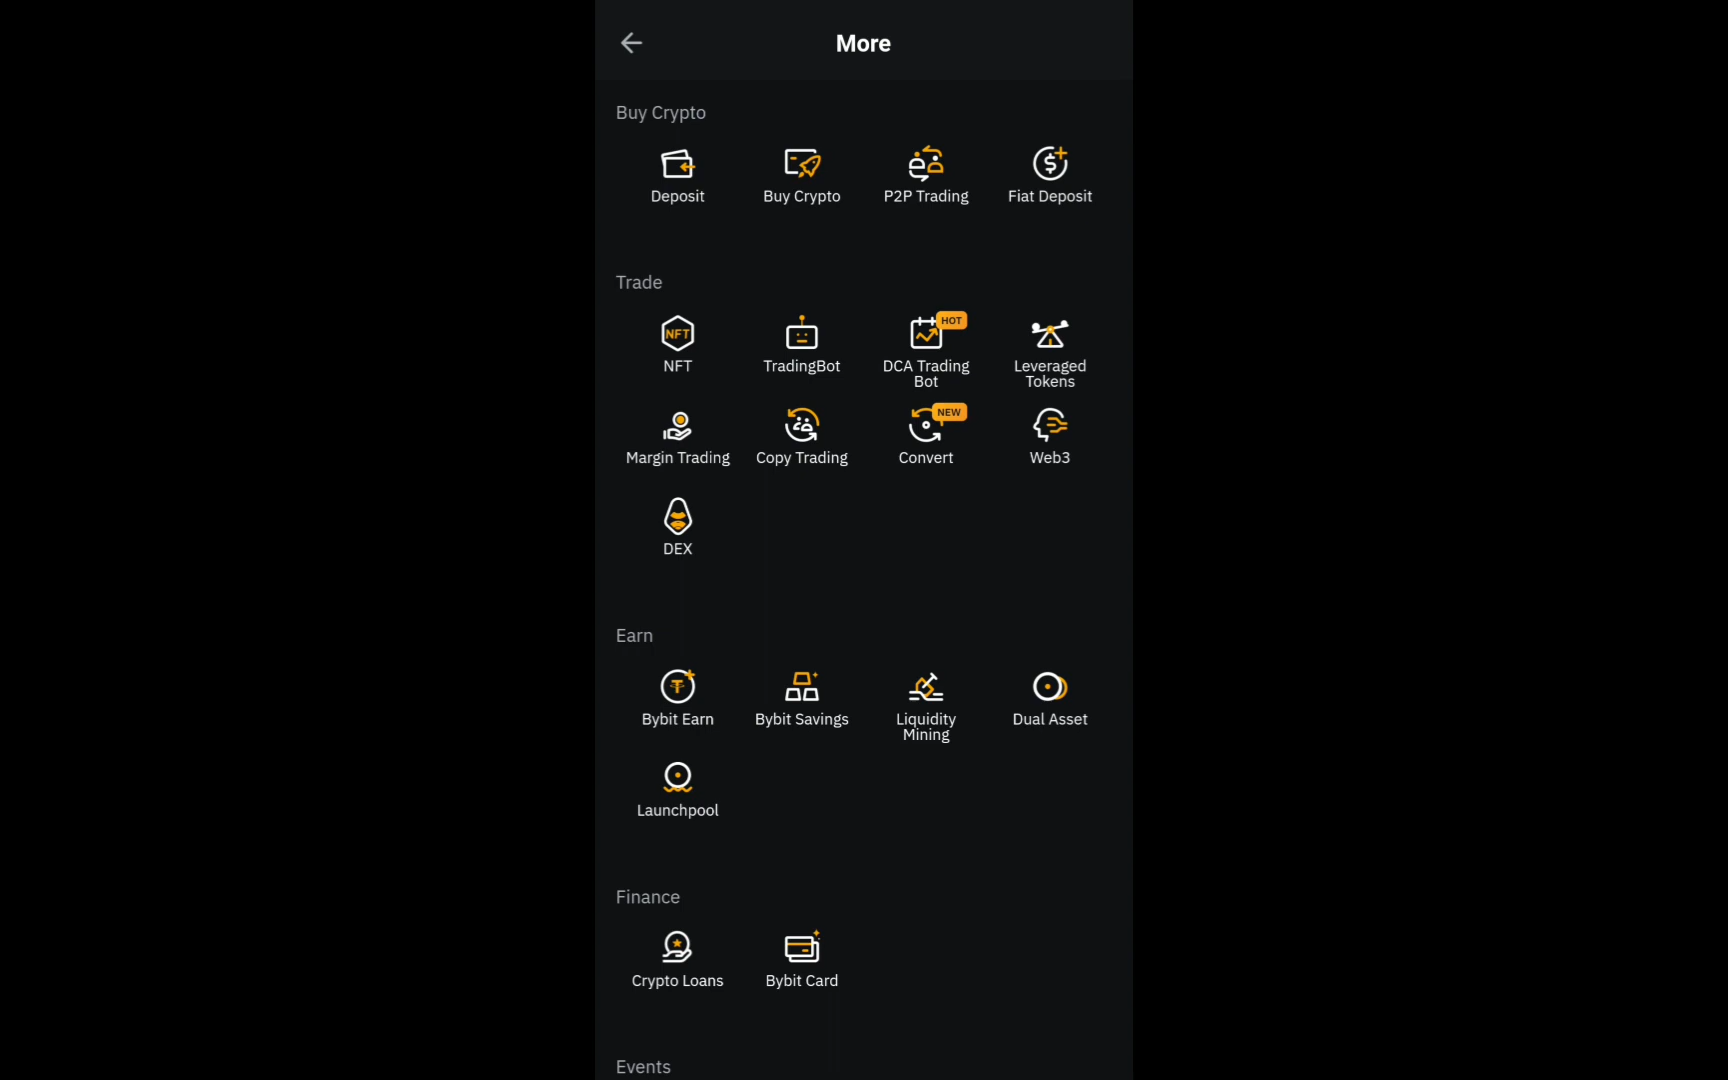 More
Buy Crypto
Deposit
Buy Crypto
P2P Trading
Fiat Deposit
Trade
NFT
NFT
TradingBot
HOT
DCA Trading
Bot
Leveraged
Tokens
Margin Trading
Copy Trading
NEW
Convert
Web3
DEX
Earn
Bybit Earn
Bybit Savings
Liquidity
Mining
Dual Asset
Launchpool
Finance
Crypto Loans
Bybit Card
Events